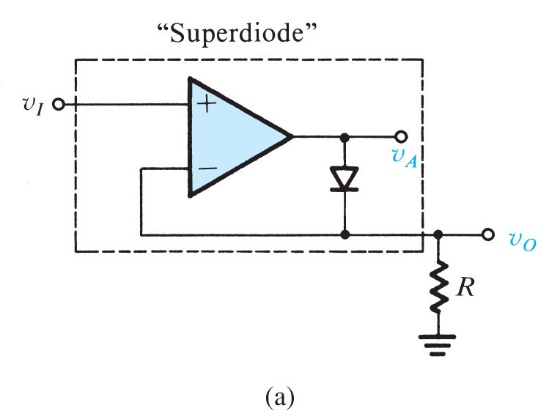 “Superdiode”
v_I
+
v_A
−
v_O
R
(a)